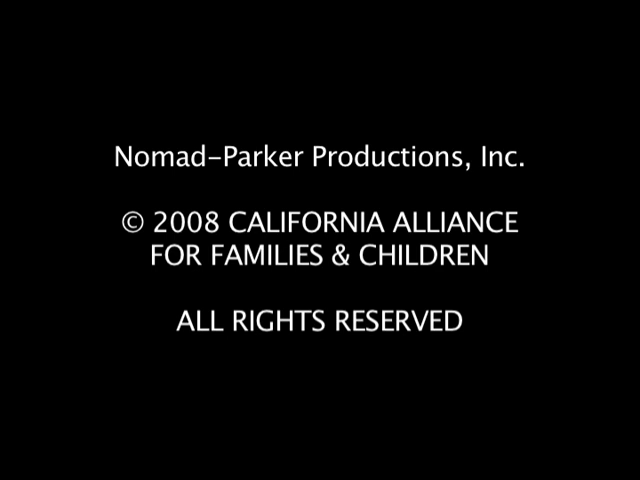 Nomad-Parker Productions, Inc.
© 2008 CALIFORNIA ALLIANCE
FOR FAMILIES & CHILDREN
ALL RIGHTS RESERVED